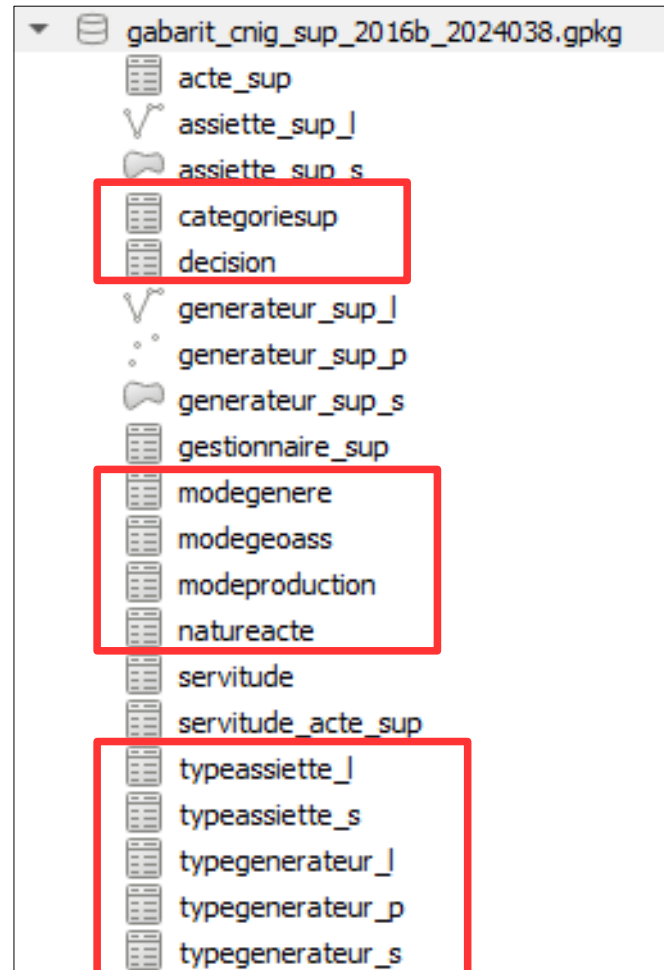 gabarit_cnig_sup_2016b_2024038.gpkg
acte_sup
assiette_sup_l
assiette_sup_s
categoriesup
decision
generateur_sup_l
generateur_sup_p
generateur_sup_s
gestionnaire_sup
modegenere
modegeoass
modeproduction
natureacte
servitude
servitude_acte_sup
typeassiette_l
typeassiette_s
typegenerateur_l
typegenerateur_p
typegenerateur_s